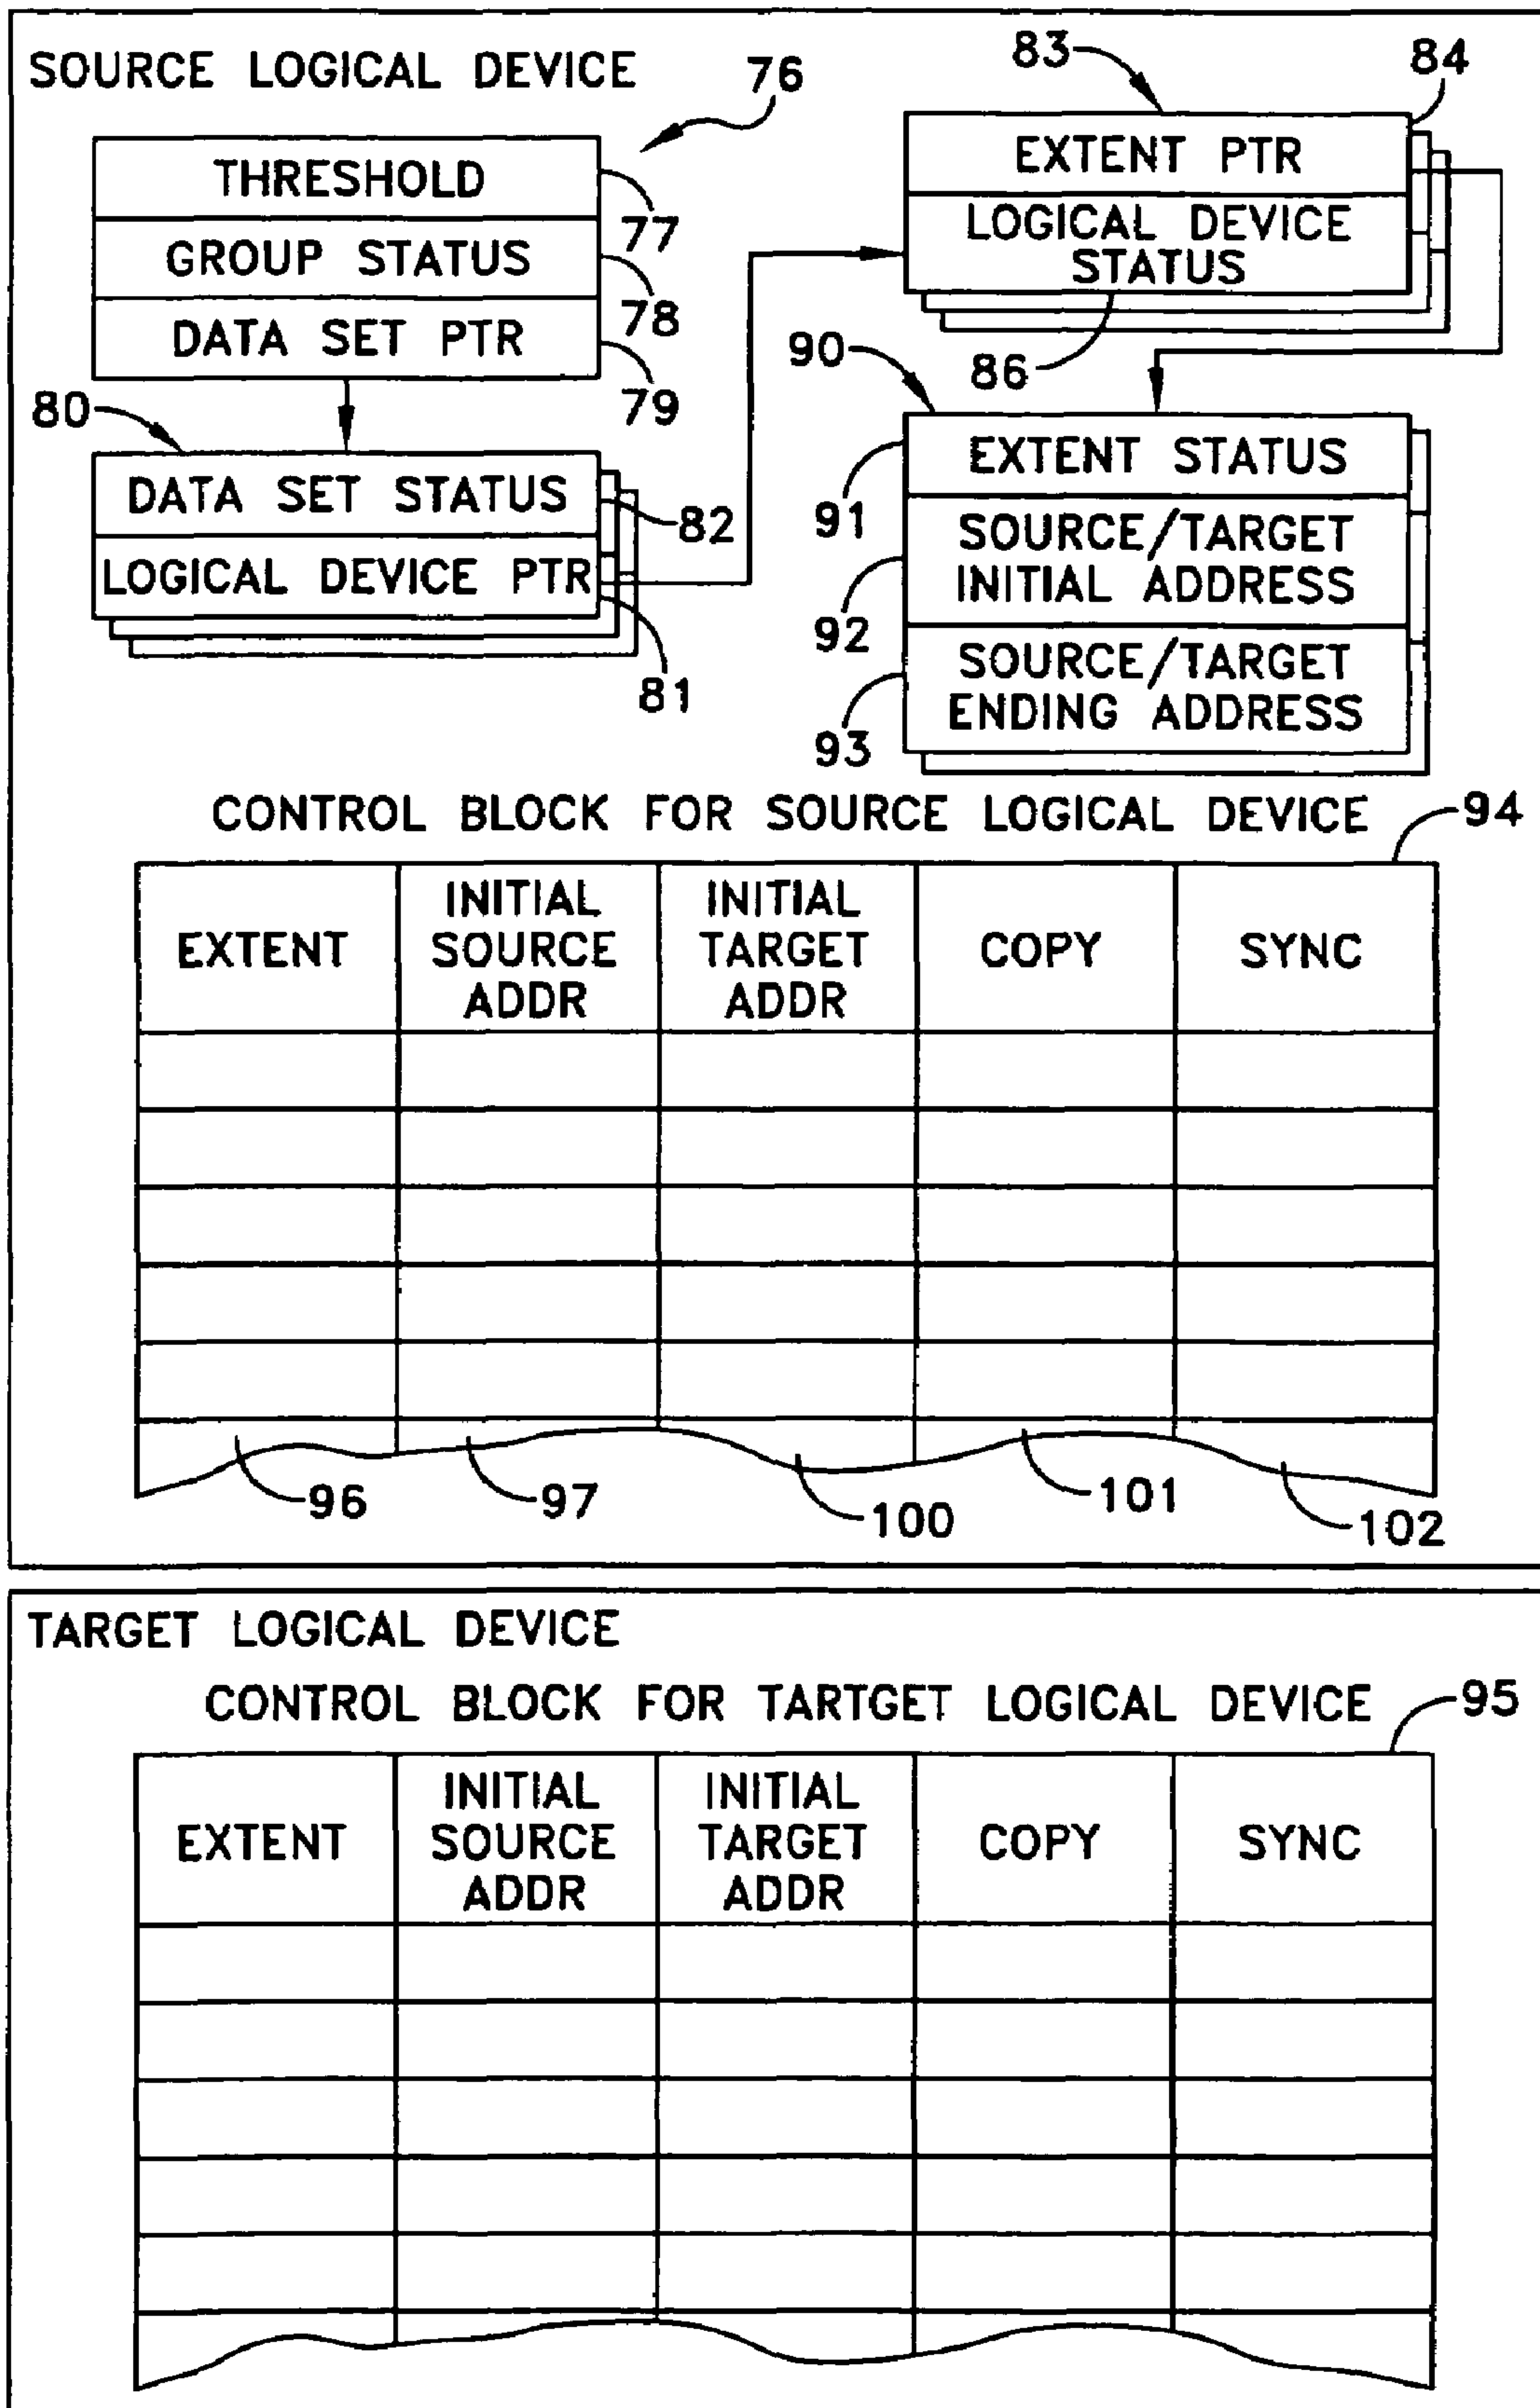 SOURCE LOGICAL DEVICE
76
THRESHOLD
77
GROUP STATUS
78
DATA SET PTR
79
80
DATA SET STATUS
82
LOGICAL DEVICE PTR
81
83
84
EXTENT PTR
LOGICAL DEVICE
STATUS
86
90
EXTENT STATUS
91
SOURCE/TARGET
INITIAL ADDRESS
92
SOURCE/TARGET
ENDING ADDRESS
93
CONTROL BLOCK FOR SOURCE LOGICAL DEVICE
94
EXTENT
INITIAL
SOURCE
ADDR
INITIAL
TARGET
ADDR
COPY
SYNC
96
97
100
101
102
TARGET LOGICAL DEVICE
CONTROL BLOCK FOR TARTGET LOGICAL DEVICE
95
EXTENT
INITIAL
SOURCE
ADDR
INITIAL
TARGET
ADDR
COPY
SYNC